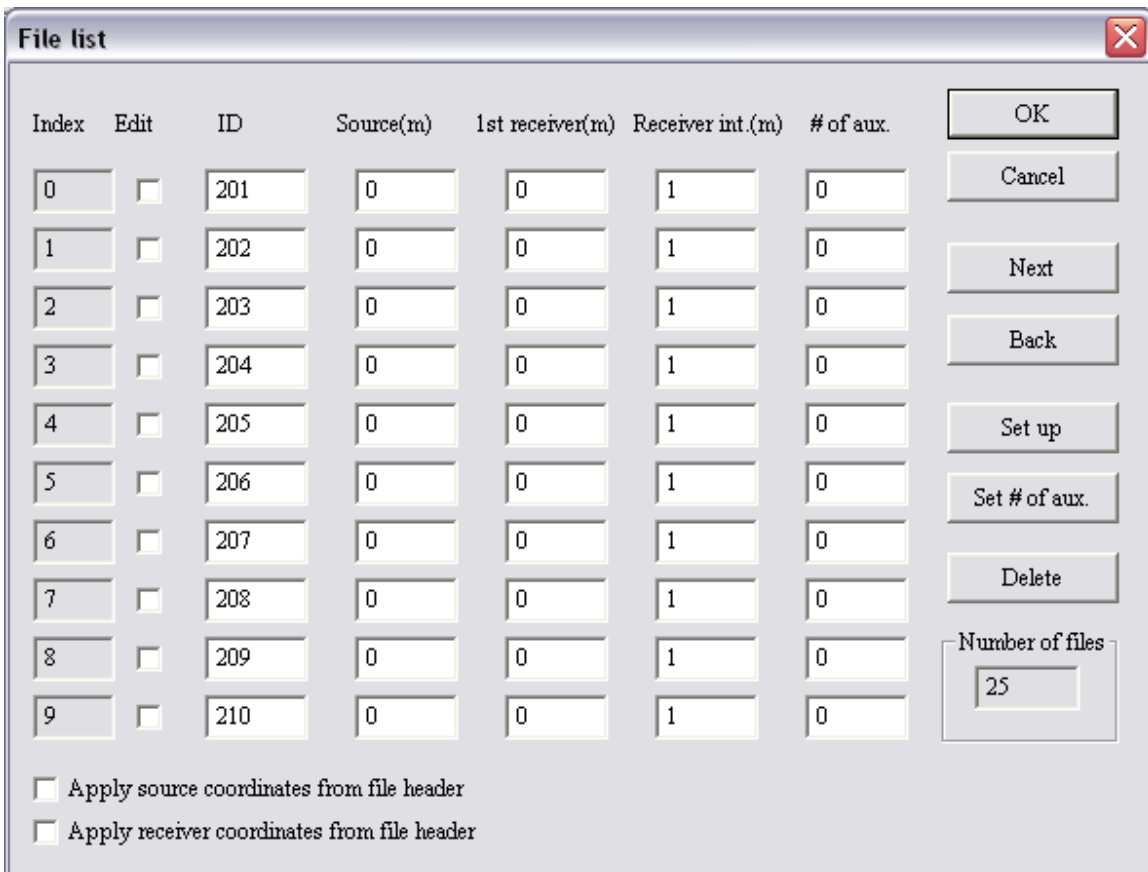 File list
Index Edit ID Source(m) 1st receiver(m) Receiver int.(m) # of aux.
0 201 0 0 1 0
1 202 0 0 1 0
2 203 0 0 1 0
3 204 0 0 1 0
4 205 0 0 1 0
5 206 0 0 1 0
6 207 0 0 1 0
7 208 0 0 1 0
8 209 0 0 1 0
9 210 0 0 1 0
Apply source coordinates from file header
Apply receiver coordinates from file header
OK
Cancel
Next
Back
Set up
Set # of aux.
Delete
Number of files
25